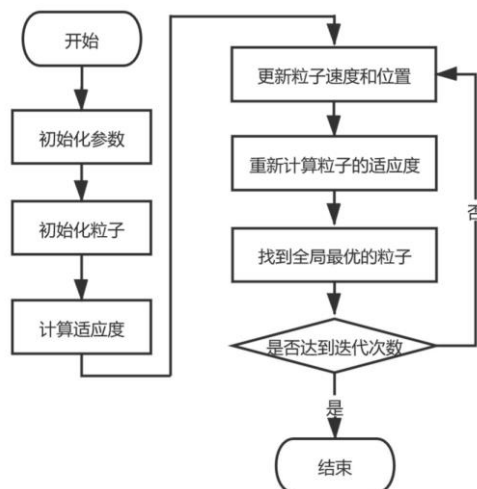 开始
初始化参数
初始化粒子
计算适应度
更新粒子速度和位置
重新计算粒子的适应度
找到全局最优的粒子
是否达到迭代次数
否
是
结束